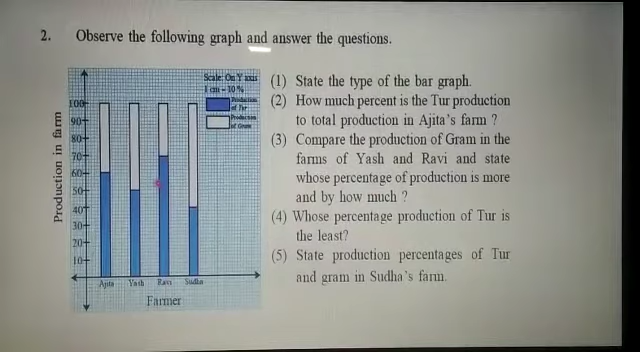 2. Observe the following graph and answer the questions.
Scale: On Y axis
1 cm = 10%
Production
of Tur
Production
of Gram
Production in farm
100
90
80
70
60
50
40
30
20
10
Ajita Yash Ravi Sudha
Farmer
(1) State the type of the bar graph.
(2) How much percent is the Tur production
to total production in Ajita's farm ?
(3) Compare the production of Gram in the
farms of Yash and Ravi and state
whose percentage of production is more
and by how much ?
(4) Whose percentage production of Tur is
the least?
(5) State production percentages of Tur
and gram in Sudha's farm.